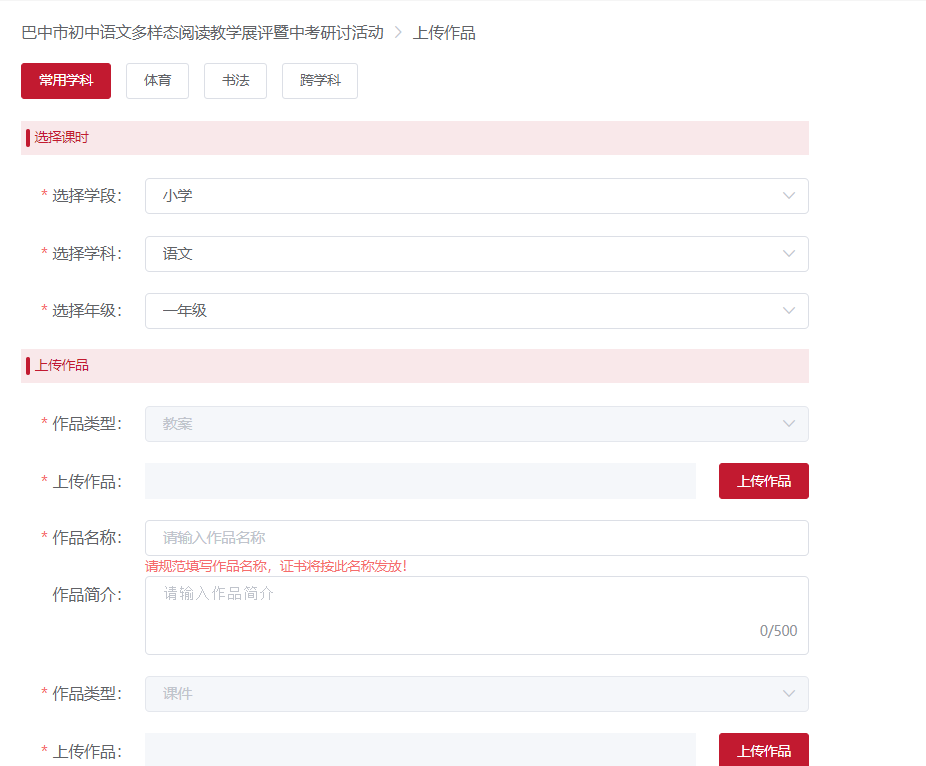 巴中市初中语文多样态阅读教学展评暨中考研讨活动 > 上传作品
常用学科 体育 书法 跨学科
选择课时
* 选择学段： 小学
* 选择学科： 语文
* 选择年级： 一年级
上传作品
* 作品类型： 教案
* 上传作品： 上传作品
* 作品名称： 请输入作品名称
请规范填写作品名称，证书将按此名称发放！
作品简介： 请输入作品简介
0/500
* 作品类型： 课件
* 上传作品： 上传作品